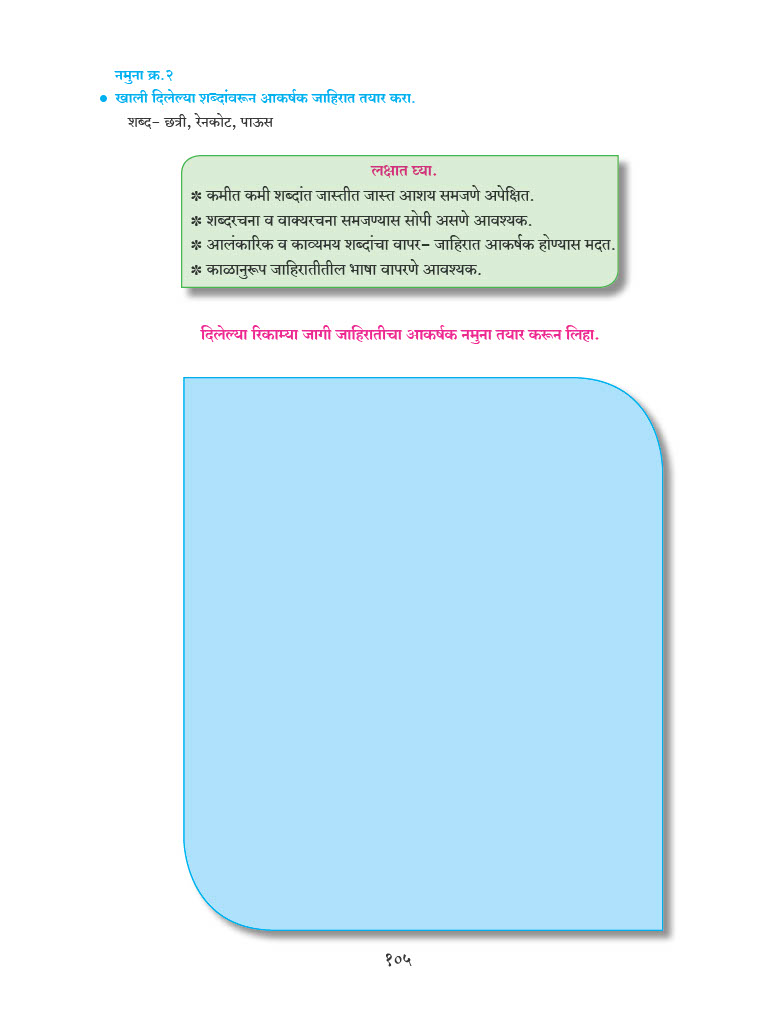 नमुना क्र.२
● खाली दिलेल्या शब्दांवरून आकर्षक जाहिरात तयार करा.
शब्द- छत्री, रेनकोट, पाऊस
लक्षात घ्या.
✽ कमीत कमी शब्दांत जास्तीत जास्त आशय समजणे अपेक्षित.
✽ शब्दरचना व वाक्यरचना समजण्यास सोपी असणे आवश्यक.
✽ आलंकारिक व काव्यमय शब्दांचा वापर– जाहिरात आकर्षक होण्यास मदत.
✽ काळानुरूप जाहिरातीतील भाषा वापरणे आवश्यक.
दिलेल्या रिकाम्या जागी जाहिरातीचा आकर्षक नमुना तयार करून लिहा.
१०५